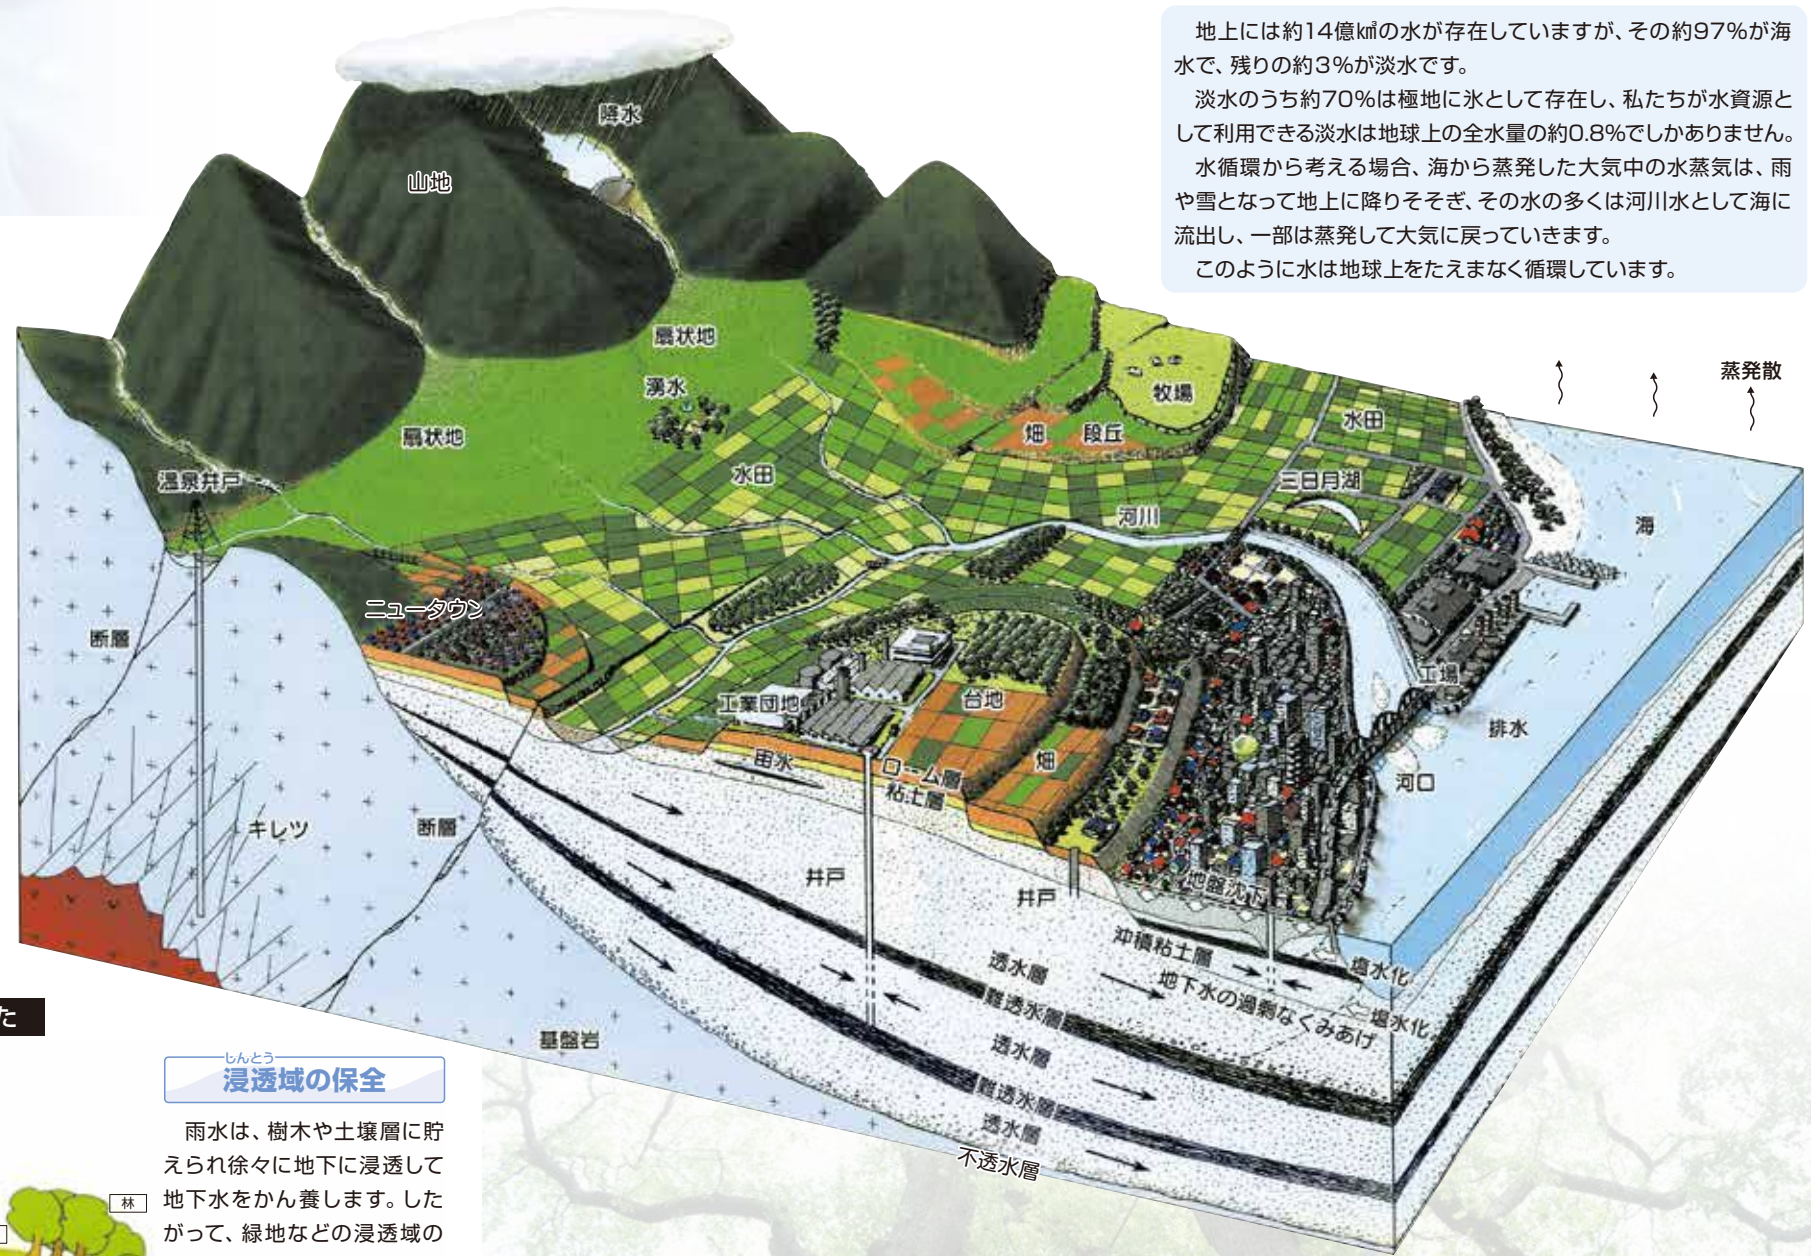 地上には約14億㎦の水が存在していますが、その約97%が海
水で、残りの約3%が淡水です。
淡水のうち約70%は極地に氷として存在し、私たちが水資源と
して利用できる淡水は地球上の全水量の約0.8%でしかありません。
水循環から考える場合、海から蒸発した大気中の水蒸気は、雨
や雪となって地上に降りそそぎ、その水の多くは河川水として海に
流出し、一部は蒸発して大気に戻っていきます。
このように水は地球上をたえまなく循環しています。
降水
山地
扇状地
蒸発散
湧水
牧場
扇状地
畑
段丘
水田
水田
温泉井戸
三日月湖
河川
海
ニュータウン
断層
工場
工業団地
台地
排水
宙水
ローム層
粘土層
畑
河口
キレツ
断層
井戸
井戸
地盤沈下
沖積粘土層
塩水化
透水層
地下水の過剰なくみあげ
難透水層
塩水化
基盤岩
透水層
難透水層
透水層
不透水層
た
しんとう
浸透域の保全
雨水は、樹木や土壌層に貯
えられ徐々に地下に浸透して
地下水をかん養します。した
がって、緑地などの浸透域の
林